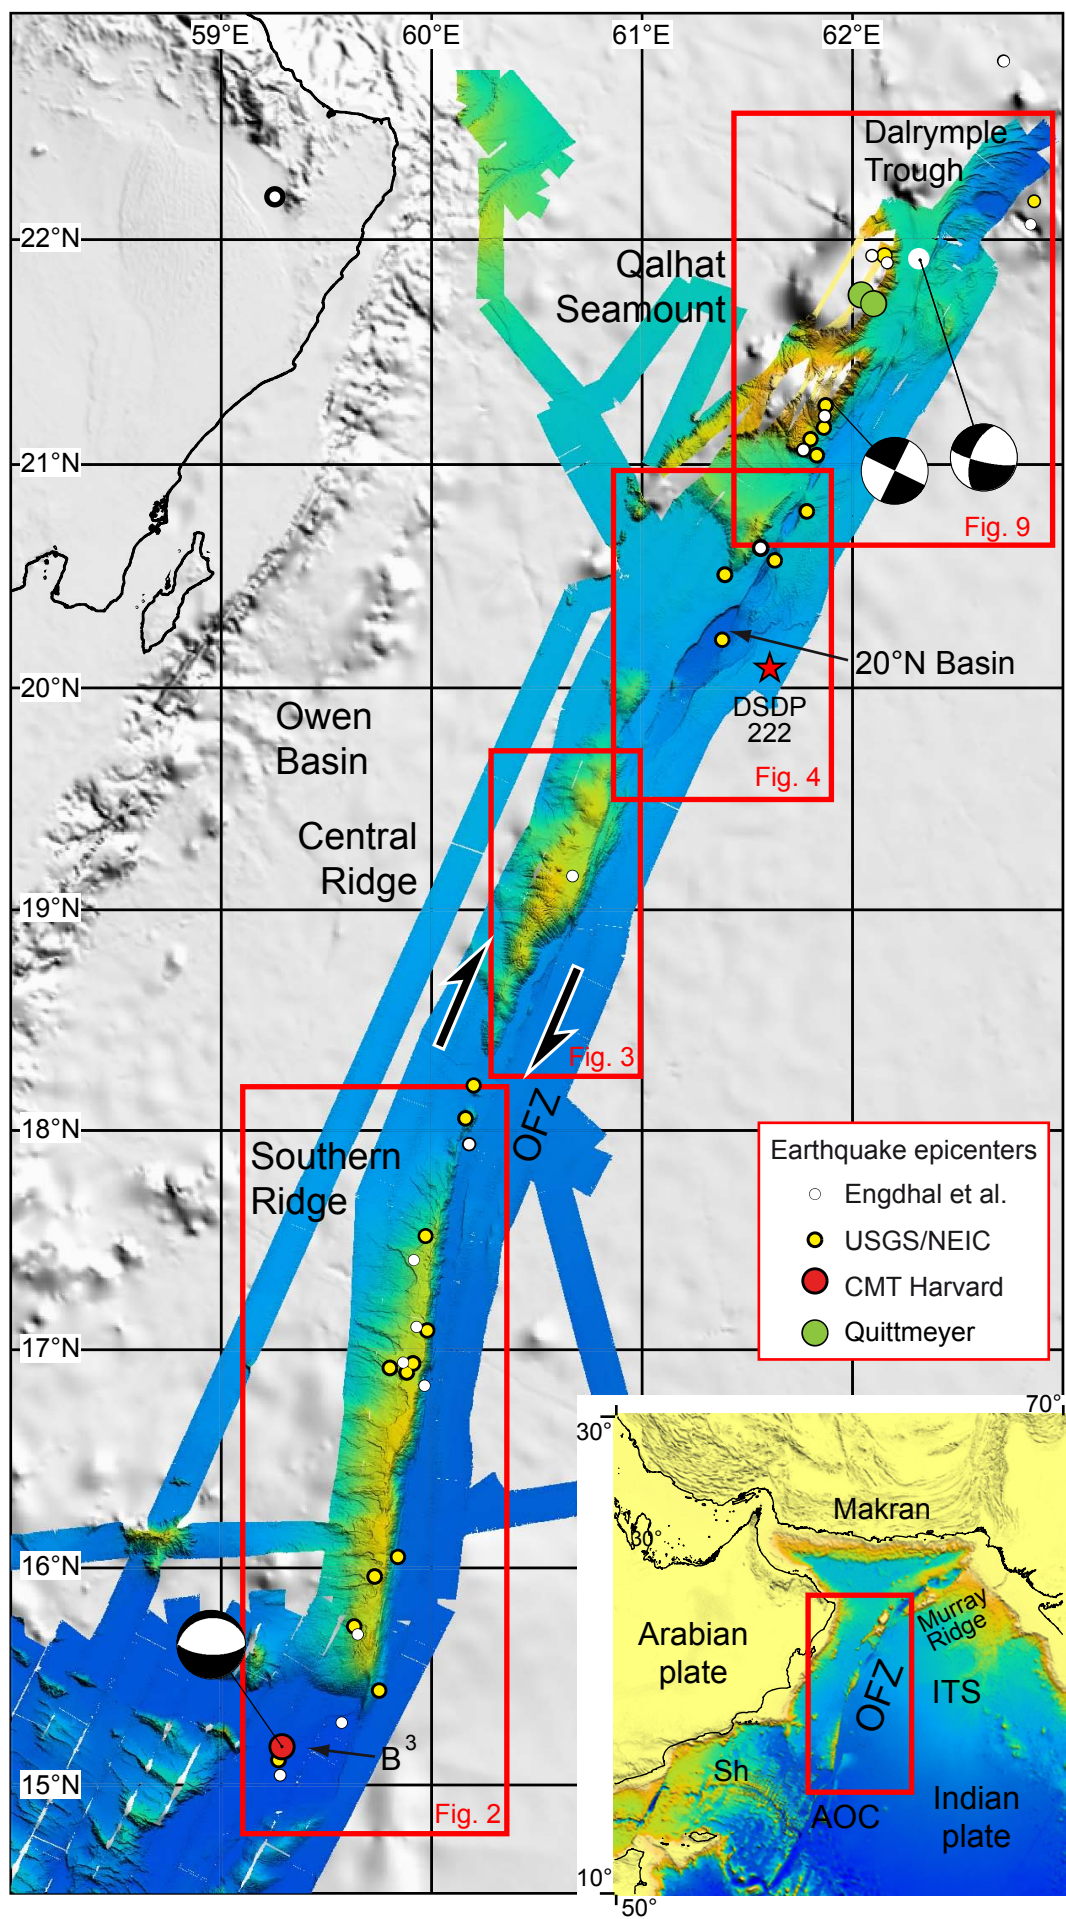 59°E
60°E
61°E
62°E
Dalrymple
Trough
22°N
Qalhat
Seamount
21°N
Fig. 9
20°N Basin
20°N
DSDP
222
Owen
Basin
Fig. 4
Central
Ridge
19°N
Fig. 3
OFZ
18°N
Southern
Ridge
Earthquake epicenters
Engdhal et al.
USGS/NEIC
CMT Harvard
Quittmeyer
17°N
16°N
B3
15°N
Fig. 2
70°
30°
Makran
30°
Murray
Ridge
Arabian
plate
OFZ
ITS
Sh
AOC
Indian
plate
10°
50°